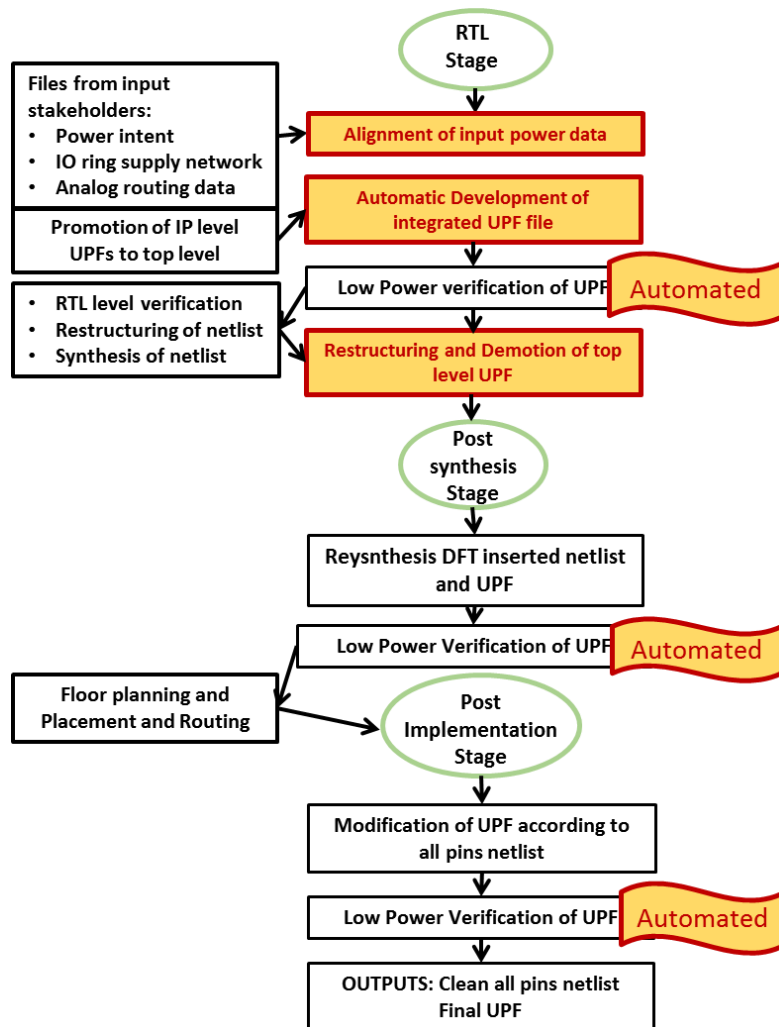 RTL
Stage
Files from input
stakeholders:
• Power intent
• IO ring supply network
• Analog routing data
Alignment of input power data
Promotion of IP level
UPFs to top level
Automatic Development of
integrated UPF file
Low Power verification of UPF
Automated
• RTL level verification
• Restructuring of netlist
• Synthesis of netlist
Restructuring and Demotion of top
level UPF
Post
synthesis
Stage
Reysnthesis DFT inserted netlist
and UPF
Low Power Verification of UPF
Automated
Floor planning and
Placement and Routing
Post
Implementation
Stage
Modification of UPF according to
all pins netlist
Low Power Verification of UPF
Automated
OUTPUTS: Clean all pins netlist
Final UPF